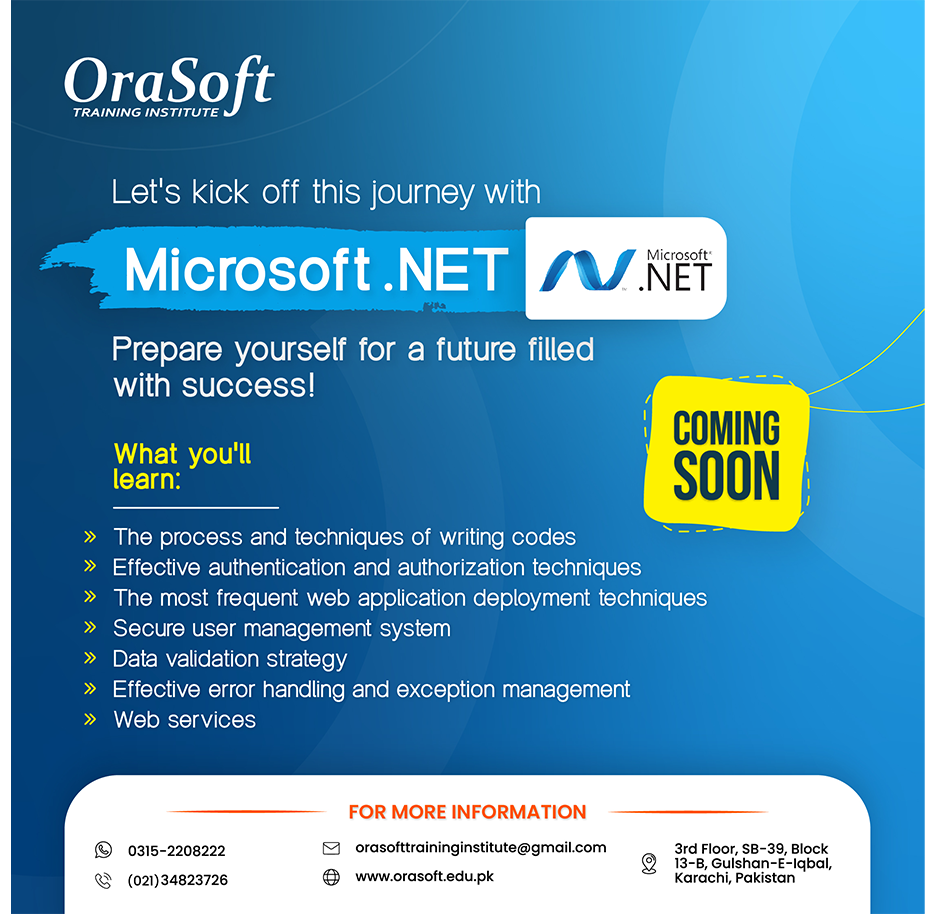 OraSoft
TRAINING INSTITUTE
Let's kick off this journey with
Microsoft .NET
Microsoft®
.NET
™
Prepare yourself for a future filled
with success!
COMING
SOON
What you'll
learn:
» The process and techniques of writing codes
» Effective authentication and authorization techniques
» The most frequent web application deployment techniques
» Secure user management system
» Data validation strategy
» Effective error handling and exception management
» Web services
FOR MORE INFORMATION
0315-2208222
(021)34823726
orasofttraininginstitute@gmail.com
www.orasoft.edu.pk
3rd Floor, SB-39, Block
13-B, Gulshan-E-Iqbal,
Karachi, Pakistan